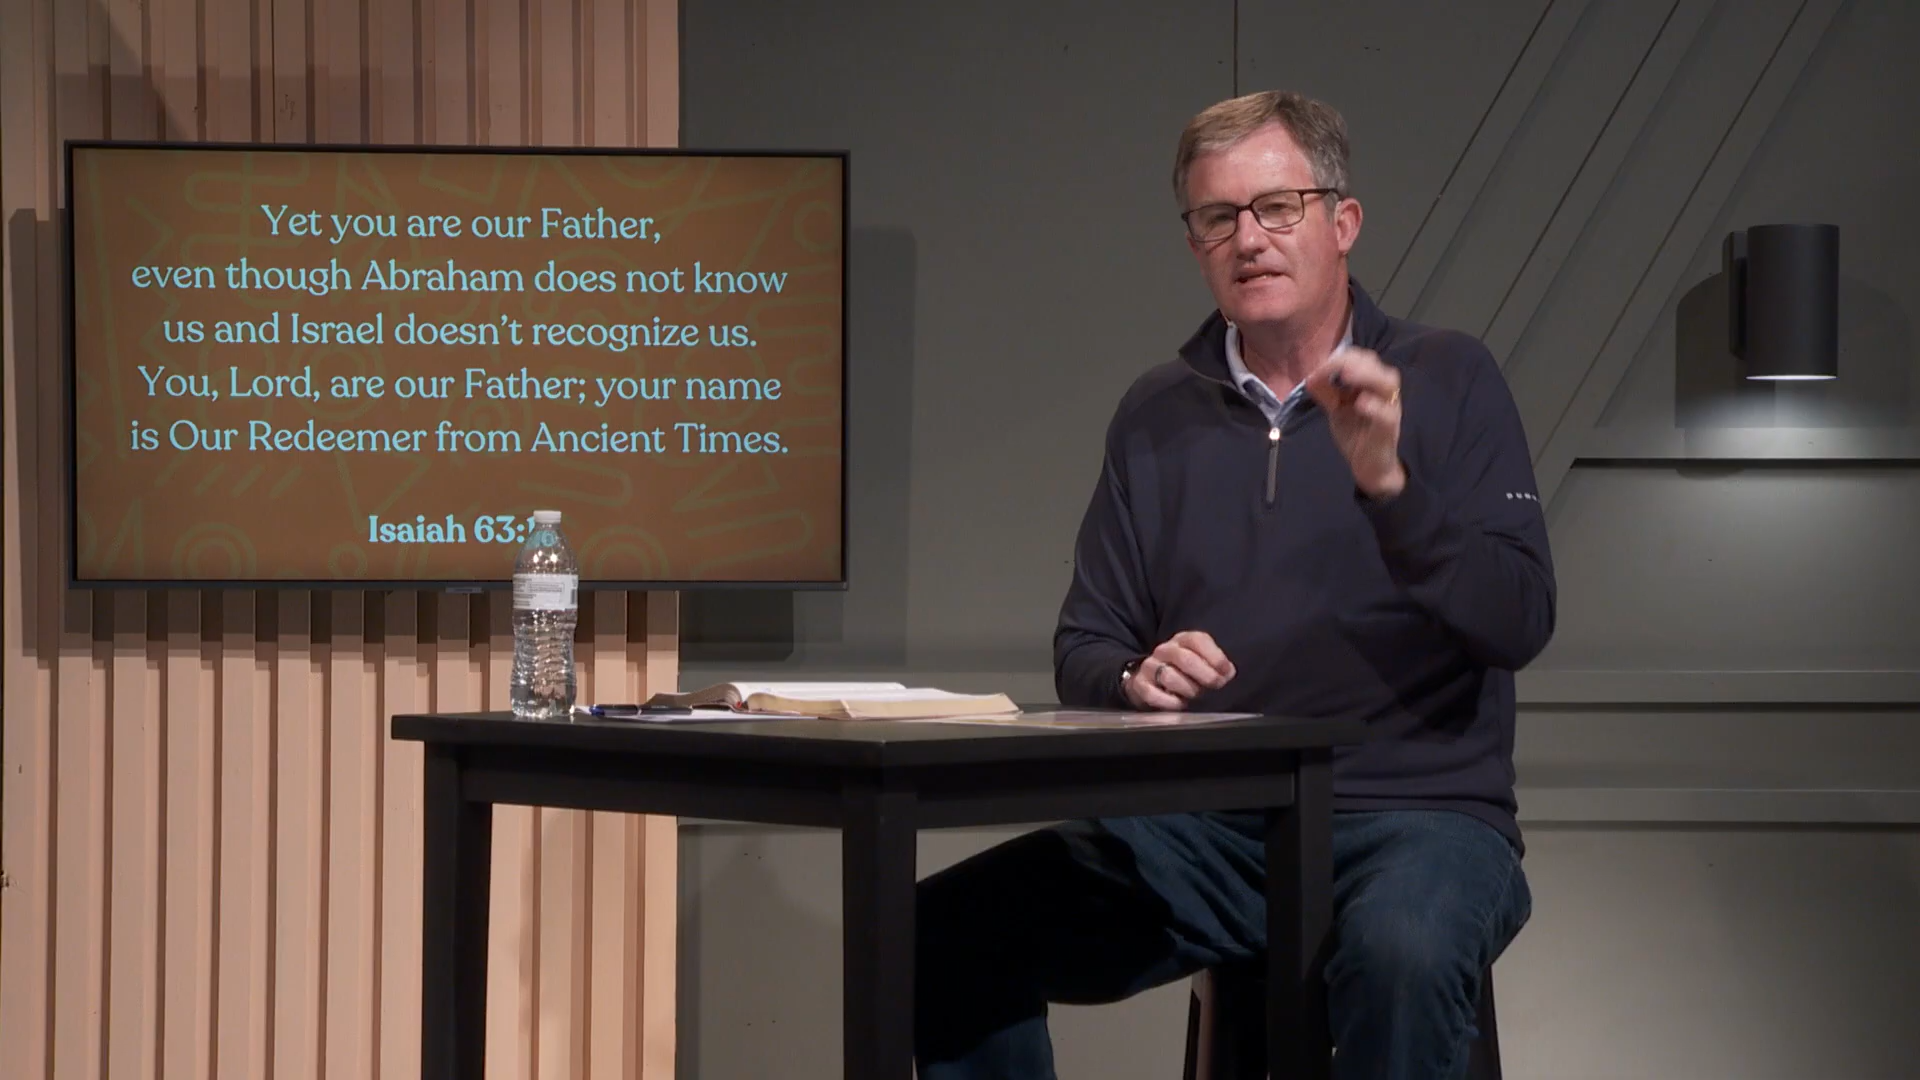 Yet you are our Father,
even though Abraham does not know
us and Israel doesn't recognize us.
You, Lord, are our Father; your name
is Our Redeemer from Ancient Times.
Isaiah 63: